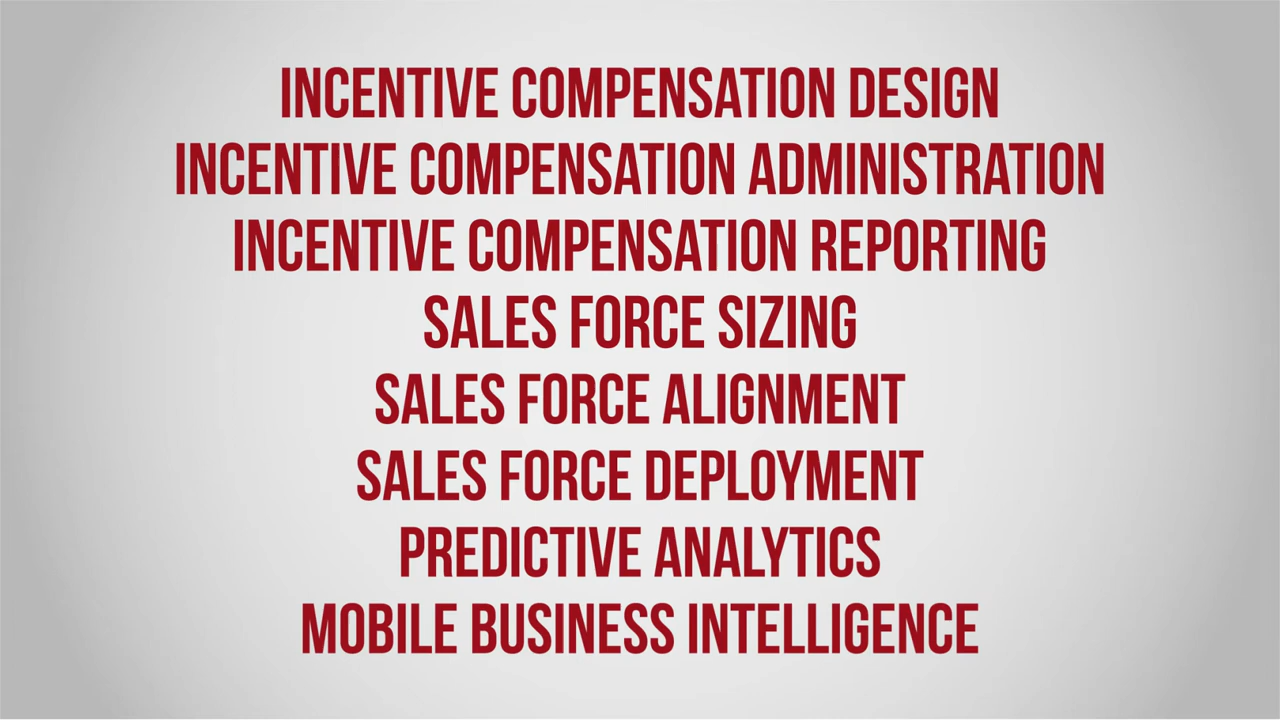 INCENTIVE COMPENSATION DESIGN
INCENTIVE COMPENSATION ADMINISTRATION
INCENTIVE COMPENSATION REPORTING
SALES FORCE SIZING
SALES FORCE ALIGNMENT
SALES FORCE DEPLOYMENT
PREDICTIVE ANALYTICS
MOBILE BUSINESS INTELLIGENCE